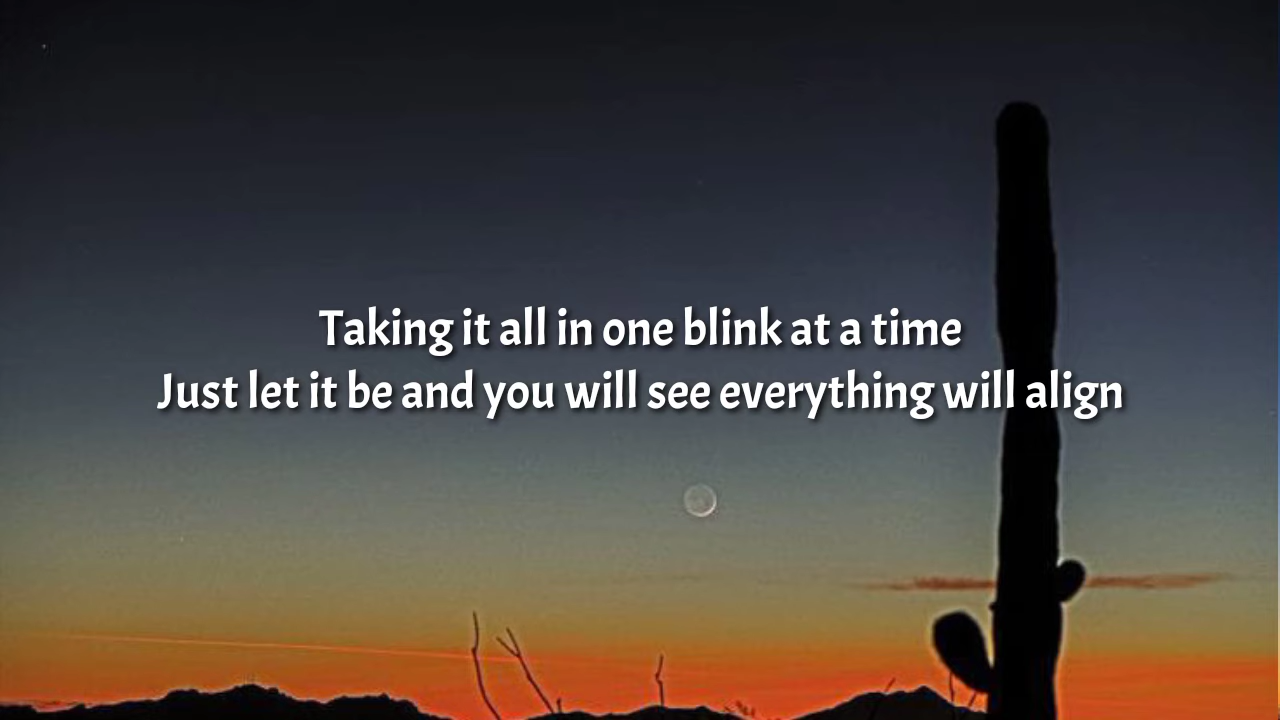 Taking it all in one blink at a time
Just let it be and you will see everything will align